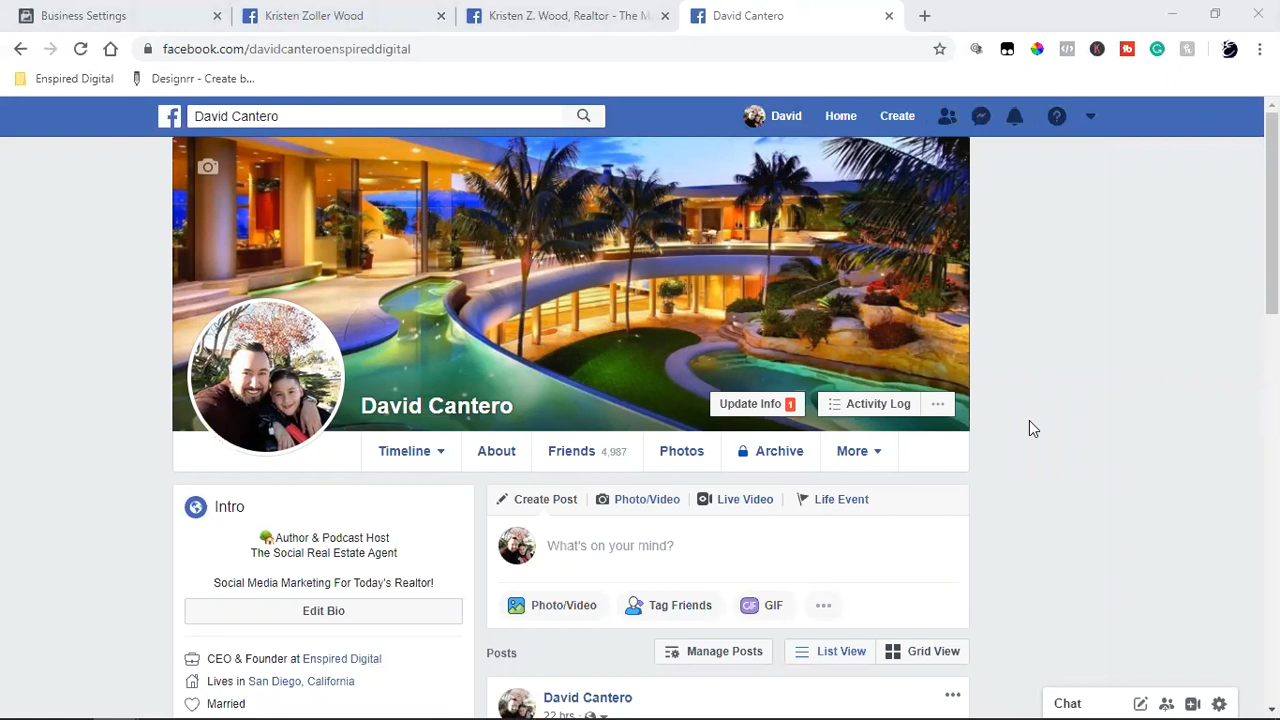 Business Settings
Kristen Zoller Wood
Kristen Z. Wood, Realtor - The M
David Cantero
facebook.com/davidcanteroenspireddigital
Enspired Digital
Designrr - Create b...
David Cantero
David
Home
Create
David Cantero
Update Info 1
Activity Log
Timeline
About
Friends 4,987
Photos
Archive
More
Intro
Author & Podcast Host
The Social Real Estate Agent
Social Media Marketing For Today's Realtor!
Edit Bio
CEO & Founder at Enspired Digital
Lives in San Diego, California
Married
Create Post
Photo/Video
Live Video
Life Event
What's on your mind?
Photo/Video
Tag Friends
GIF
Posts
Manage Posts
List View
Grid View
David Cantero
22 hrs
Chat